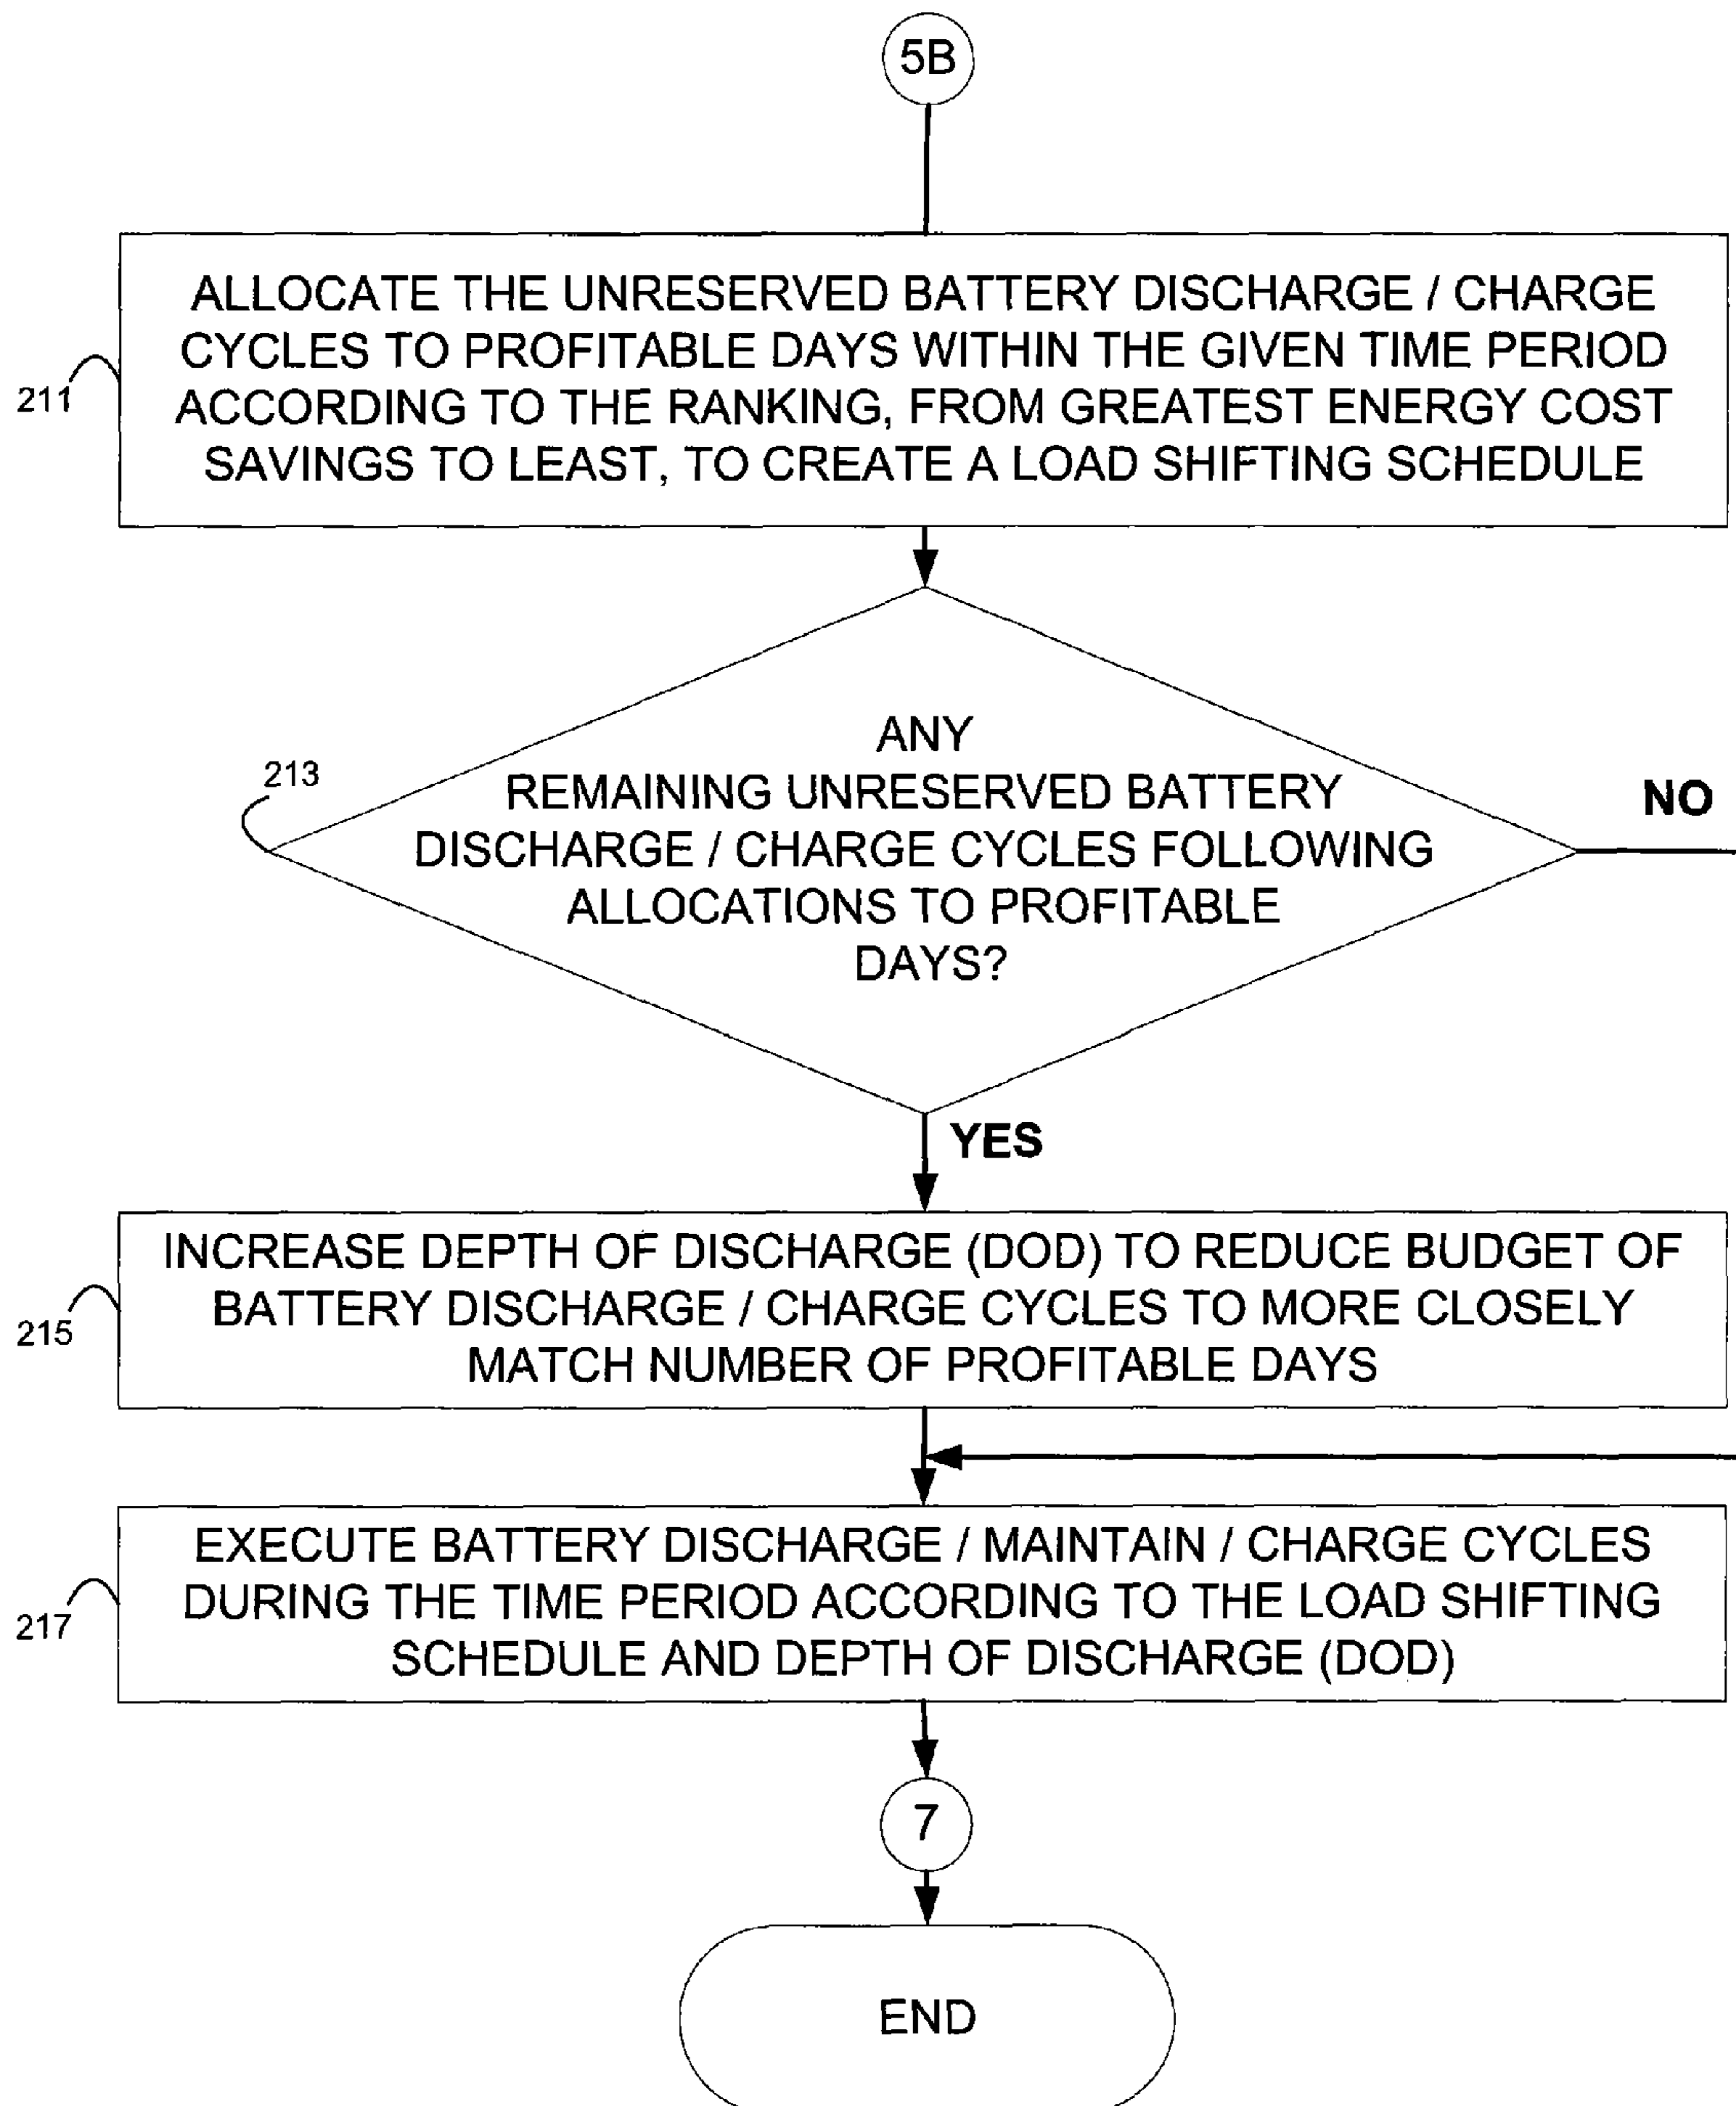 5B
ALLOCATE THE UNRESERVED BATTERY DISCHARGE / CHARGE
CYCLES TO PROFITABLE DAYS WITHIN THE GIVEN TIME PERIOD
ACCORDING TO THE RANKING, FROM GREATEST ENERGY COST
SAVINGS TO LEAST, TO CREATE A LOAD SHIFTING SCHEDULE
211
ANY
REMAINING UNRESERVED BATTERY
DISCHARGE / CHARGE CYCLES FOLLOWING
ALLOCATIONS TO PROFITABLE
DAYS?
213
NO
YES
INCREASE DEPTH OF DISCHARGE (DOD) TO REDUCE BUDGET OF
BATTERY DISCHARGE / CHARGE CYCLES TO MORE CLOSELY
MATCH NUMBER OF PROFITABLE DAYS
215
EXECUTE BATTERY DISCHARGE / MAINTAIN / CHARGE CYCLES
DURING THE TIME PERIOD ACCORDING TO THE LOAD SHIFTING
SCHEDULE AND DEPTH OF DISCHARGE (DOD)
217
7
END